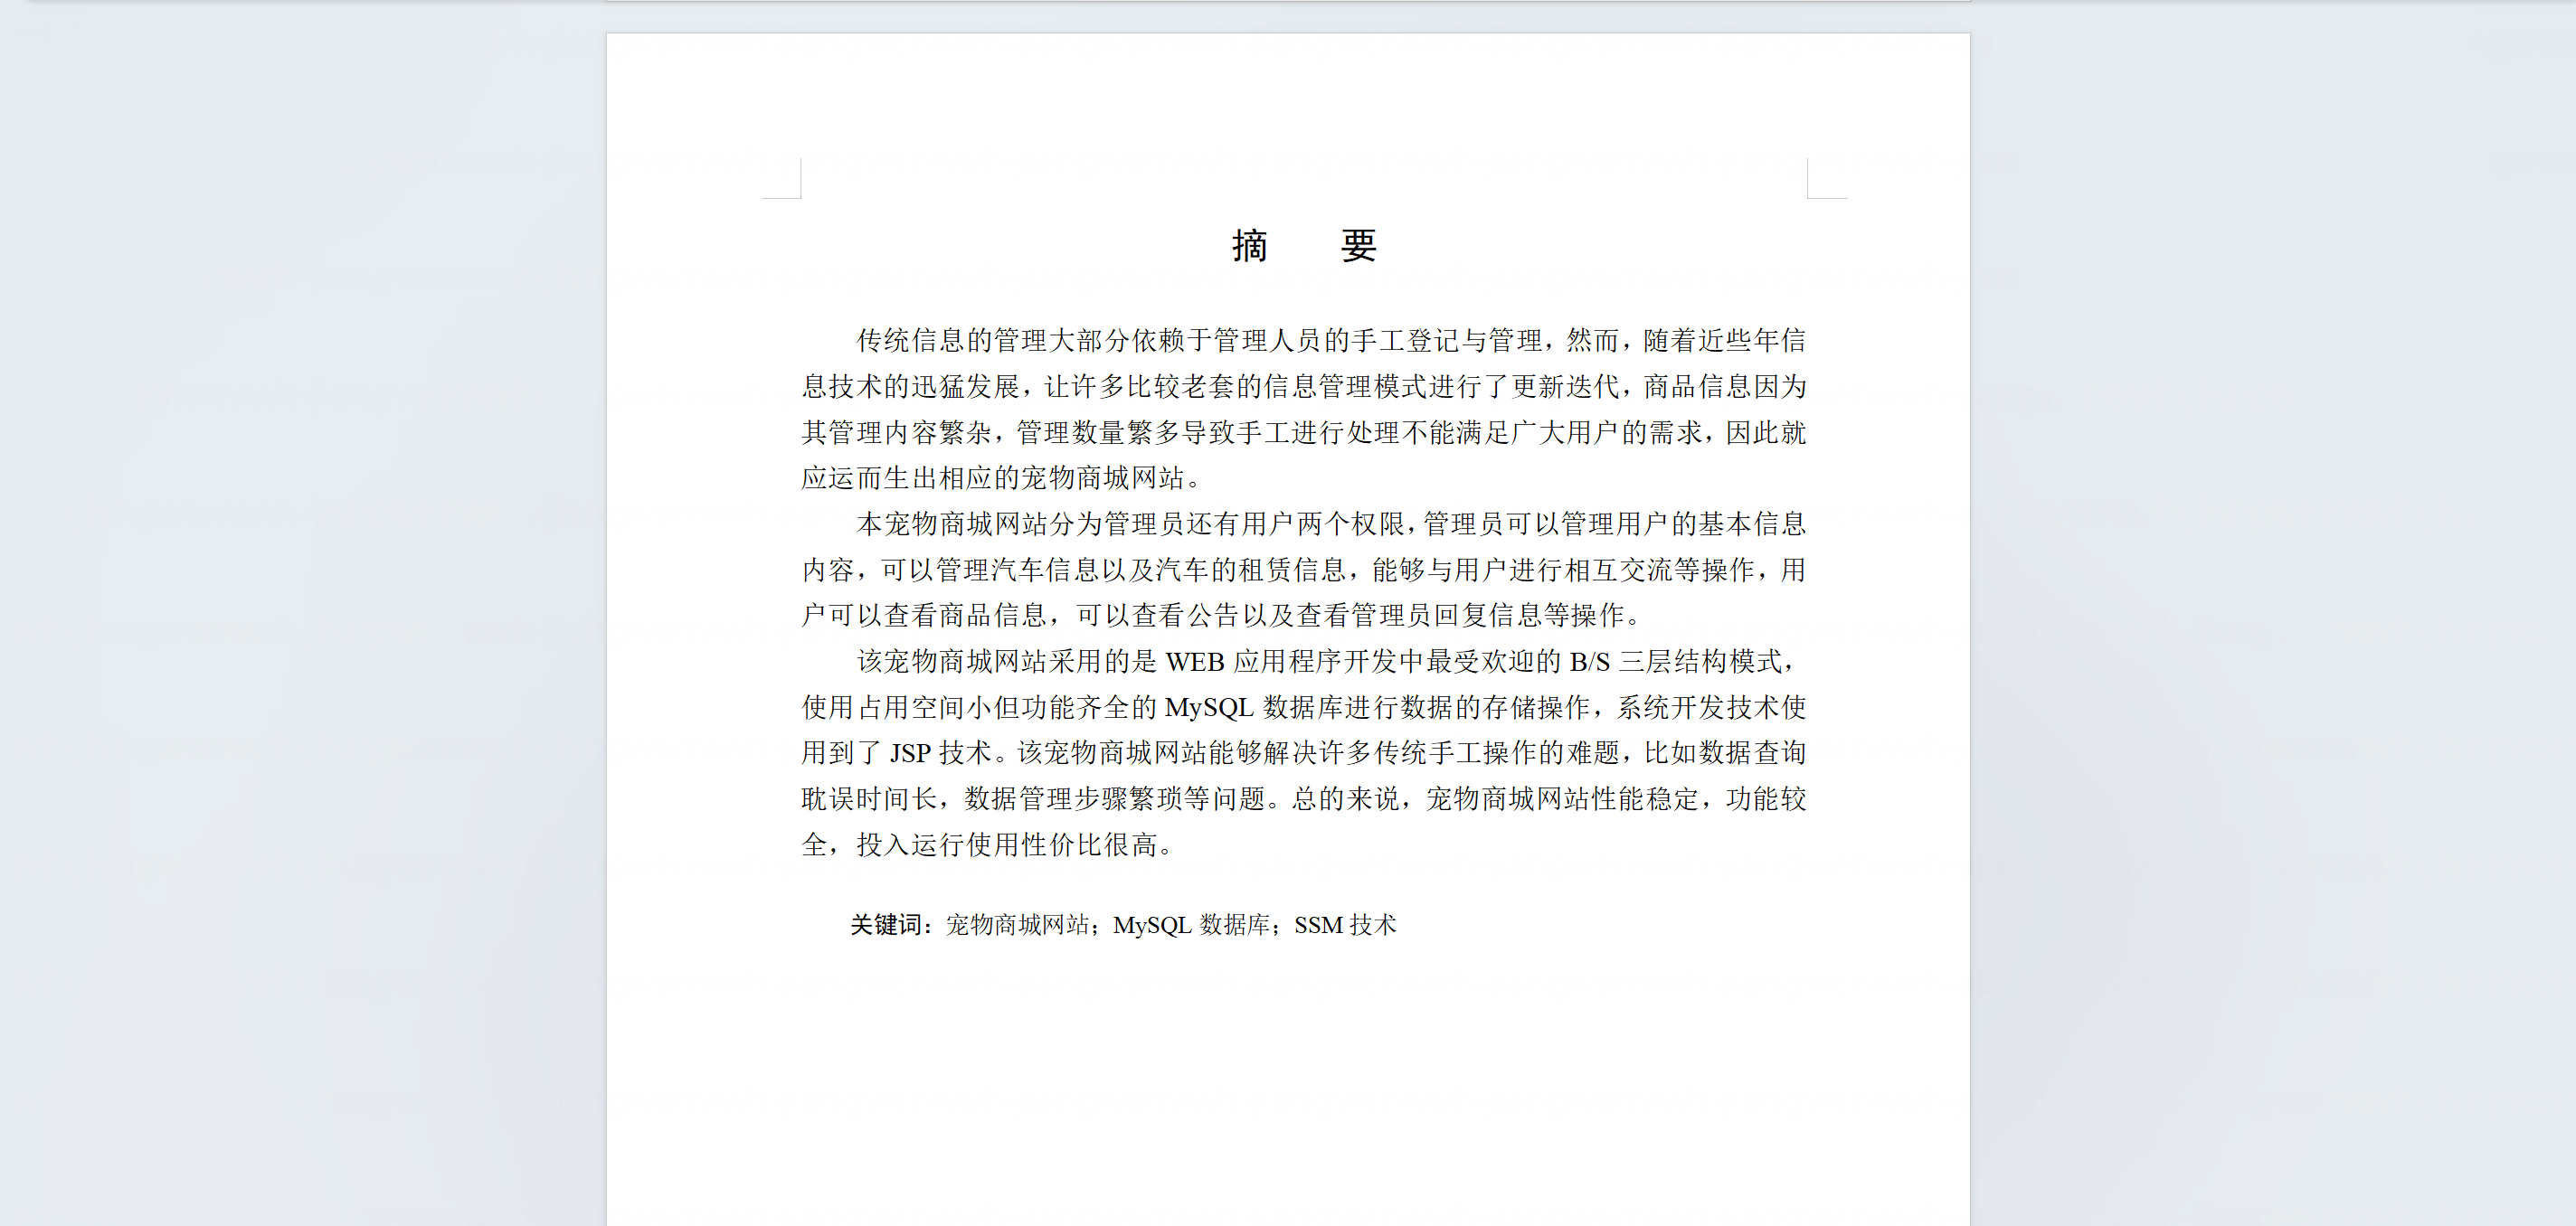 摘 要
传统信息的管理大部分依赖于管理人员的手工登记与管理，然而，随着近些年信
息技术的迅猛发展，让许多比较老套的信息管理模式进行了更新迭代，商品信息因为
其管理内容繁杂，管理数量繁多导致手工进行处理不能满足广大用户的需求，因此就
应运而生出相应的宠物商城网站。
本宠物商城网站分为管理员还有用户两个权限，管理员可以管理用户的基本信息
内容，可以管理汽车信息以及汽车的租赁信息，能够与用户进行相互交流等操作，用
户可以查看商品信息，可以查看公告以及查看管理员回复信息等操作。
该宠物商城网站采用的是 WEB 应用程序开发中最受欢迎的 B/S 三层结构模式，
使用占用空间小但功能齐全的 MySQL 数据库进行数据的存储操作，系统开发技术使
用到了 JSP 技术。该宠物商城网站能够解决许多传统手工操作的难题，比如数据查询
耽误时间长，数据管理步骤繁琐等问题。总的来说，宠物商城网站性能稳定，功能较
全，投入运行使用性价比很高。
关键词：宠物商城网站；MySQL 数据库；SSM 技术